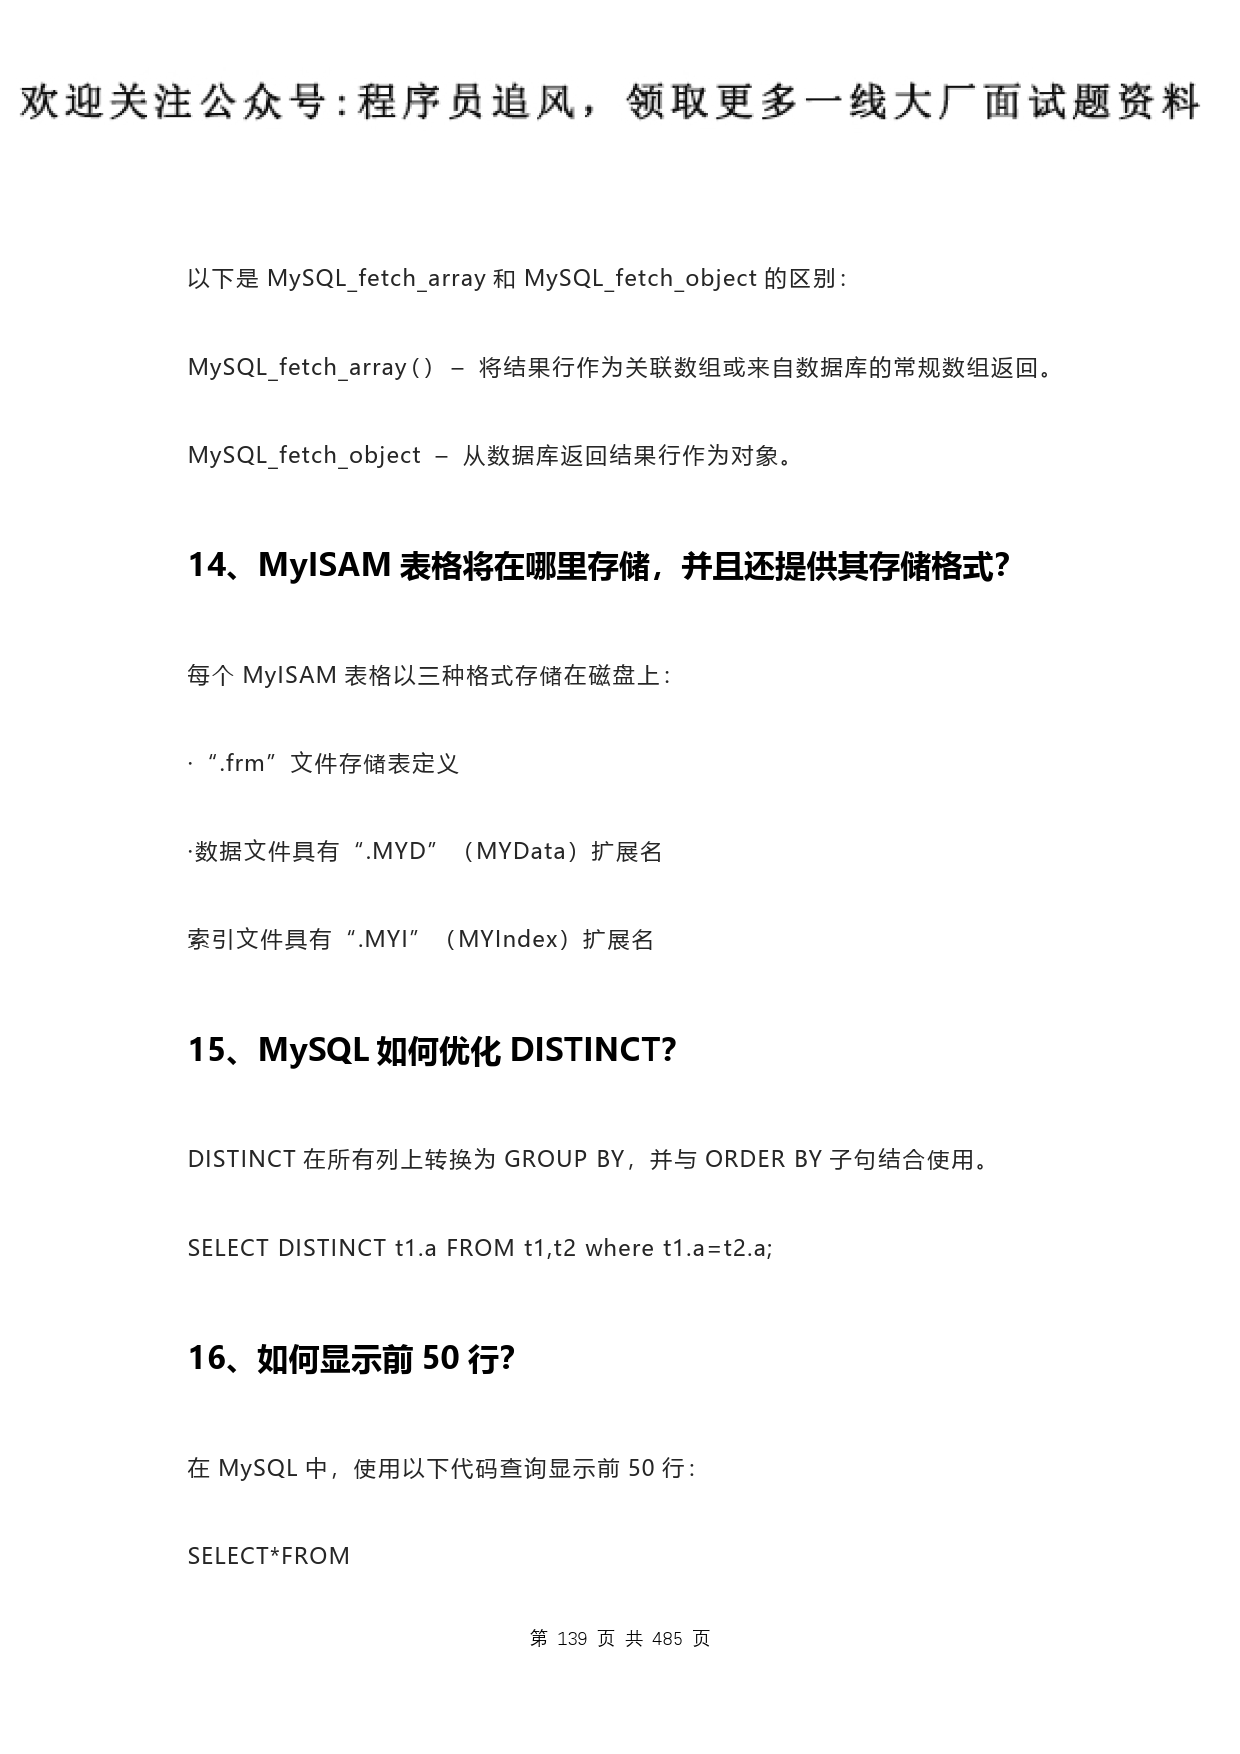 欢迎关注公众号:程序员追风，领取更多一线大厂面试题资料
以下是 MySQL_fetch_array 和 MySQL_fetch_object 的区别：
MySQL_fetch_array（） – 将结果行作为关联数组或来自数据库的常规数组返回。
MySQL_fetch_object – 从数据库返回结果行作为对象。
14、MyISAM 表格将在哪里存储，并且还提供其存储格式？
每个 MyISAM 表格以三种格式存储在磁盘上：
·“.frm”文件存储表定义
·数据文件具有“.MYD”（MYData）扩展名
索引文件具有“.MYI”（MYIndex）扩展名
15、MySQL 如何优化 DISTINCT？
DISTINCT 在所有列上转换为 GROUP BY，并与 ORDER BY 子句结合使用。
SELECT DISTINCT t1.a FROM t1,t2 where t1.a=t2.a;
16、如何显示前 50 行？
在 MySQL 中，使用以下代码查询显示前 50 行：
SELECT*FROM
第 139 页 共 485 页